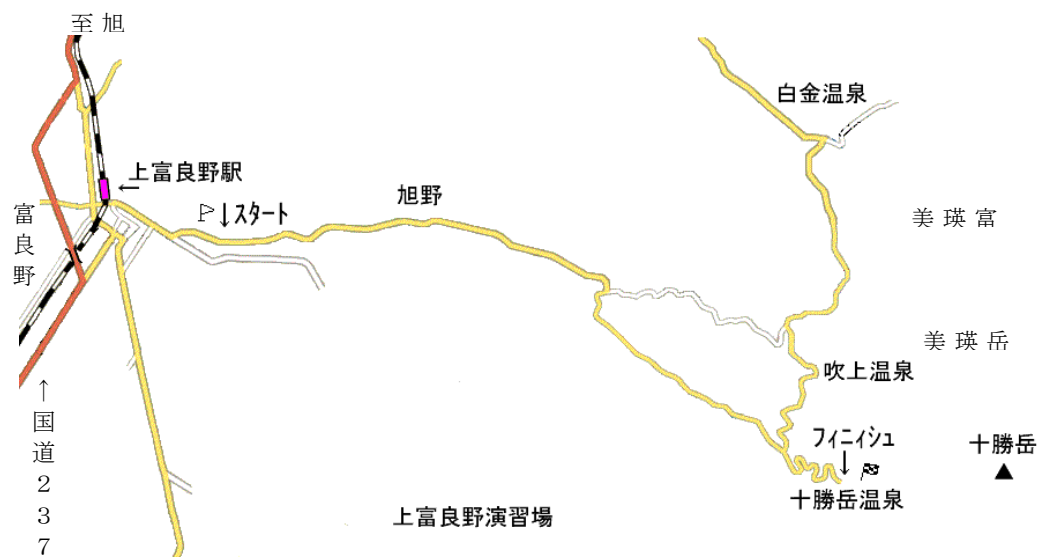 至旭
白金温泉
上富良野駅
←
スタート
旭野
富良野
美瑛富
美瑛岳
吹上温泉
↑国道237
フィニィシュ
十勝岳
十勝岳温泉
上富良野演習場